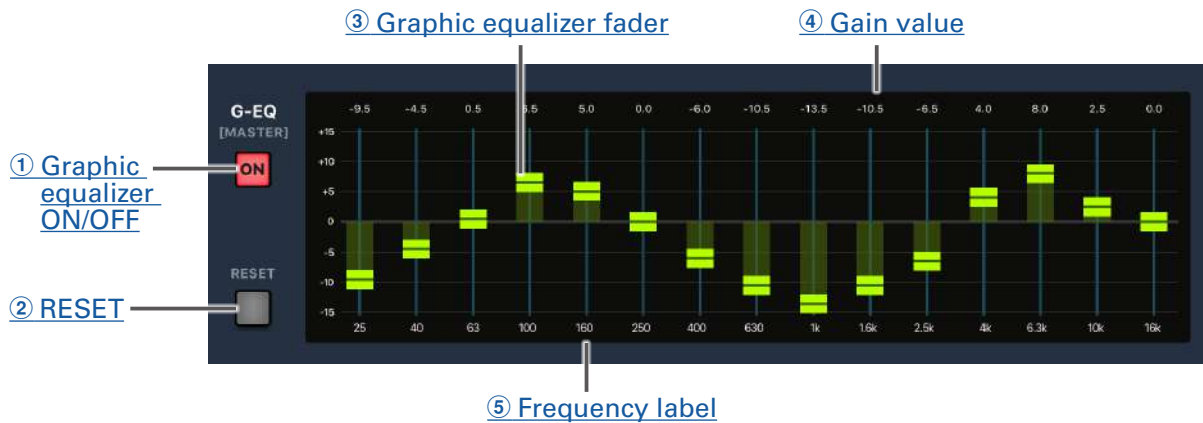 ③ Graphic equalizer fader
④ Gain value
G-EQ
[MASTER]
ON
RESET
① Graphic
equalizer
ON/OFF
② RESET
-9.5 -4.5 0.5 6.5 5.0 0.0 -6.0 -10.5 -13.5 -10.5 -6.5 4.0 8.0 2.5 0.0
+15
+10
+5
0
-5
-10
-15
25 40 63 100 160 250 400 630 1k 1.6k 2.5k 4k 6.3k 10k 16k
⑤ Frequency label